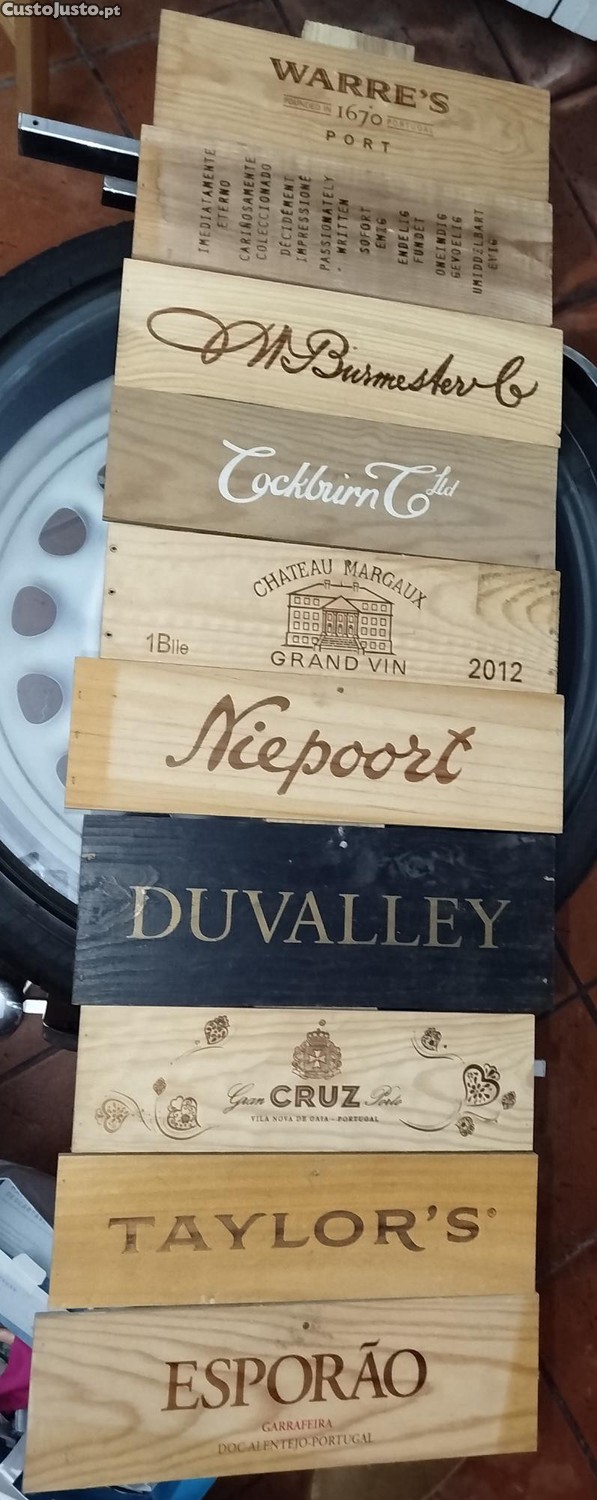 CustoJusto.pt
WARRE'S
FOUNDED IN 1670 PORTUGAL
PORT
IMEDIATAMENTE
ETERNO
CARIÑOSAMENTE
COLECCIONADO
DÉCIDÉMENT
IMPRESSIONÉ
PASSIONATELY
WRITTEN
SOFORT
EWIG
ENDELIG
FUNDET
ONEINDIG
GEVOELIG
UMIDDELBART
EVIG
JW Burmester C
Cockburn C Ltd
CHATEAU MARGAUX
1Blle
GRAND VIN
2012
Niepoort
DUVALLEY
Gran CRUZ Porto
VILA NOVA DE GAIA - PORTUGAL
TAYLOR'S®
ESPORÃO
GARRAFEIRA
DOC ALENTEJO-PORTUGAL